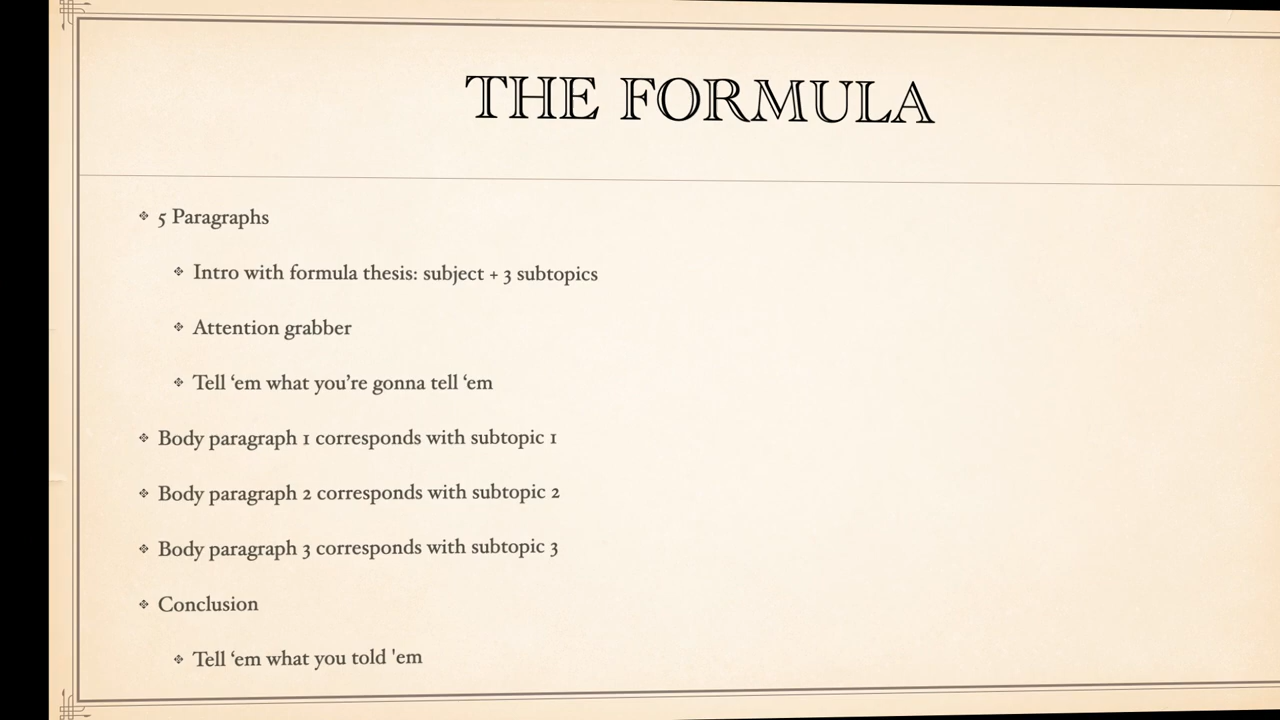 THE FORMULA
5 Paragraphs
Intro with formula thesis: subject + 3 subtopics
Attention grabber
Tell ‘em what you’re gonna tell ‘em
Body paragraph 1 corresponds with subtopic 1
Body paragraph 2 corresponds with subtopic 2
Body paragraph 3 corresponds with subtopic 3
Conclusion
Tell ‘em what you told 'em